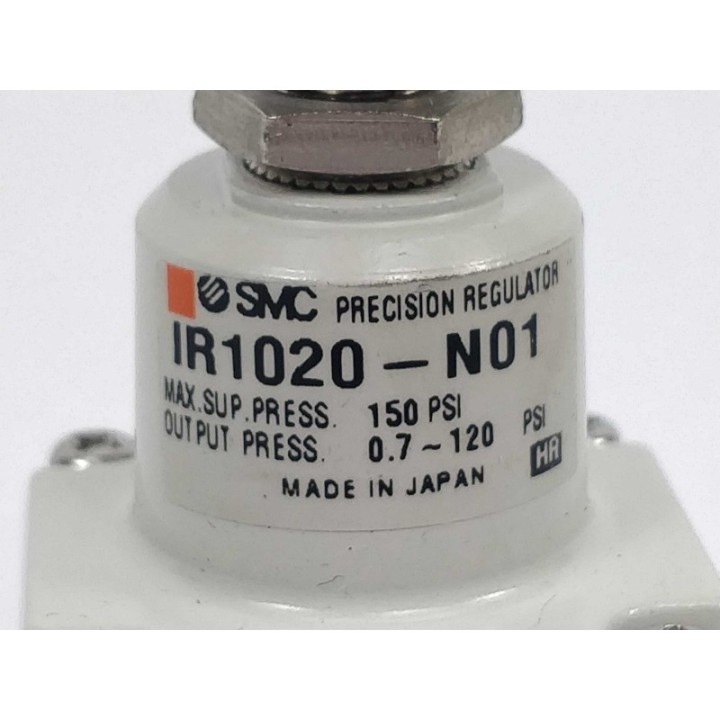 SMC PRECISION REGULATOR
IR1020-N01
MAX.SUP.PRESS. 150 PSI
OUTPUT PRESS. 0.7~120 PSI
MADE IN JAPAN HR